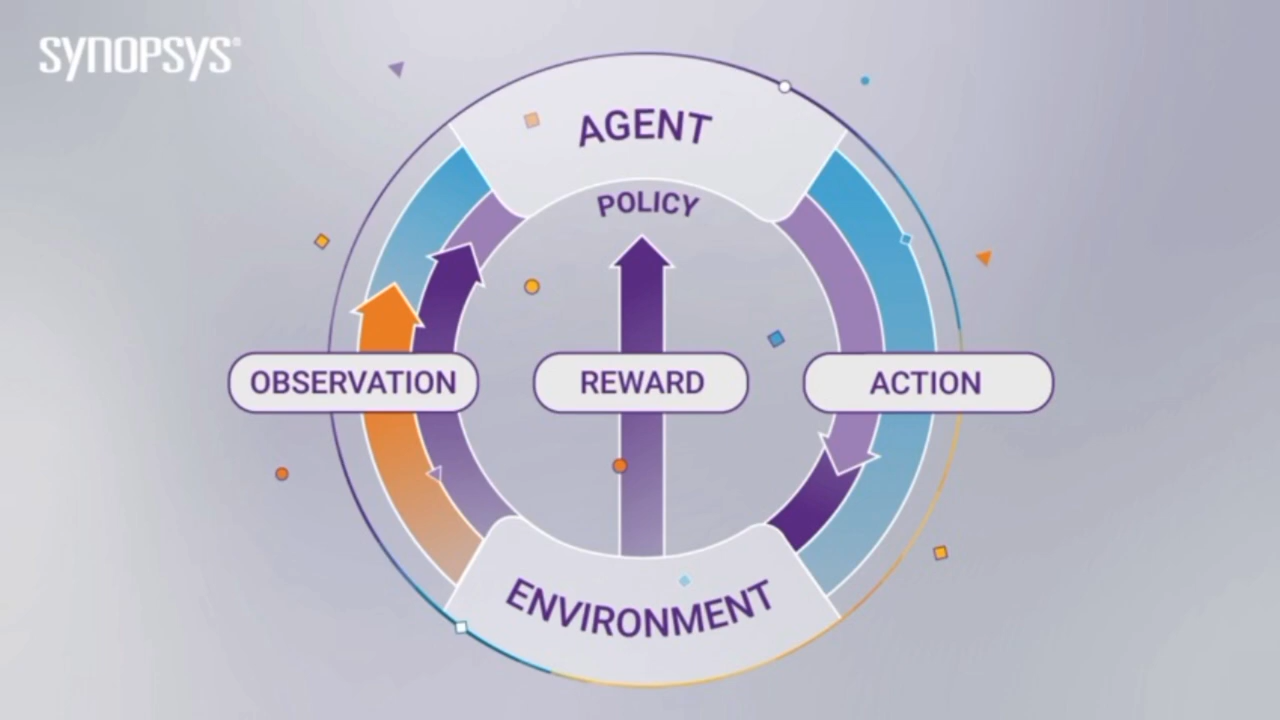 SYNOPSYS®
AGENT
POLICY
OBSERVATION
REWARD
ACTION
ENVIRONMENT